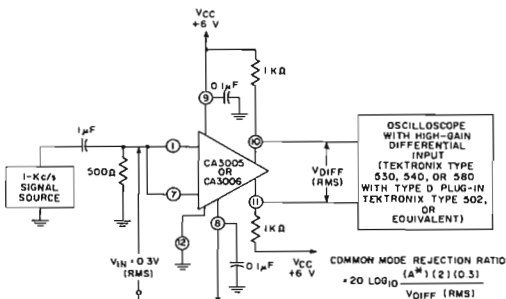 VCC
+6 V
1KΩ
0.1μF
9
1μF
1
10
CA3005
OR
CA3006
500Ω
7
11
1-Kc/s
SIGNAL
SOURCE
VDIFF
(RMS)
OSCILLOSCOPE
WITH HIGH-GAIN
DIFFERENTIAL
INPUT
(TEKTRONIX TYPE
530, 540, OR 580
WITH TYPE D PLUG-IN
TEKTRONIX TYPE 502,
OR
EQUIVALENT)
12
8
1KΩ
VIN = 0.3V
(RMS)
0.1μF
VCC
+6 V
COMMON MODE REJECTION RATIO
= 20 LOG10 (A*)(2)(0.3)
VDIFF (RMS)